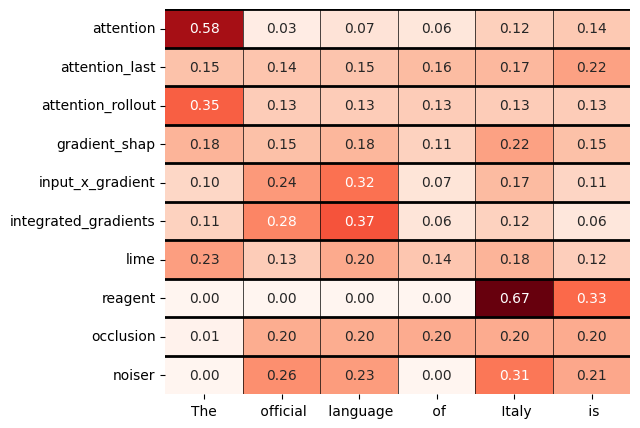 attention 0.58 0.03 0.07 0.06 0.12 0.14
attention_last 0.15 0.14 0.15 0.16 0.17 0.22
attention_rollout 0.35 0.13 0.13 0.13 0.13 0.13
gradient_shap 0.18 0.15 0.18 0.11 0.22 0.15
input_x_gradient 0.10 0.24 0.32 0.07 0.17 0.11
integrated_gradients 0.11 0.28 0.37 0.06 0.12 0.06
lime 0.23 0.13 0.20 0.14 0.18 0.12
reagent 0.00 0.00 0.00 0.00 0.67 0.33
occlusion 0.01 0.20 0.20 0.20 0.20 0.20
noiser 0.00 0.26 0.23 0.00 0.31 0.21
The official language of Italy is